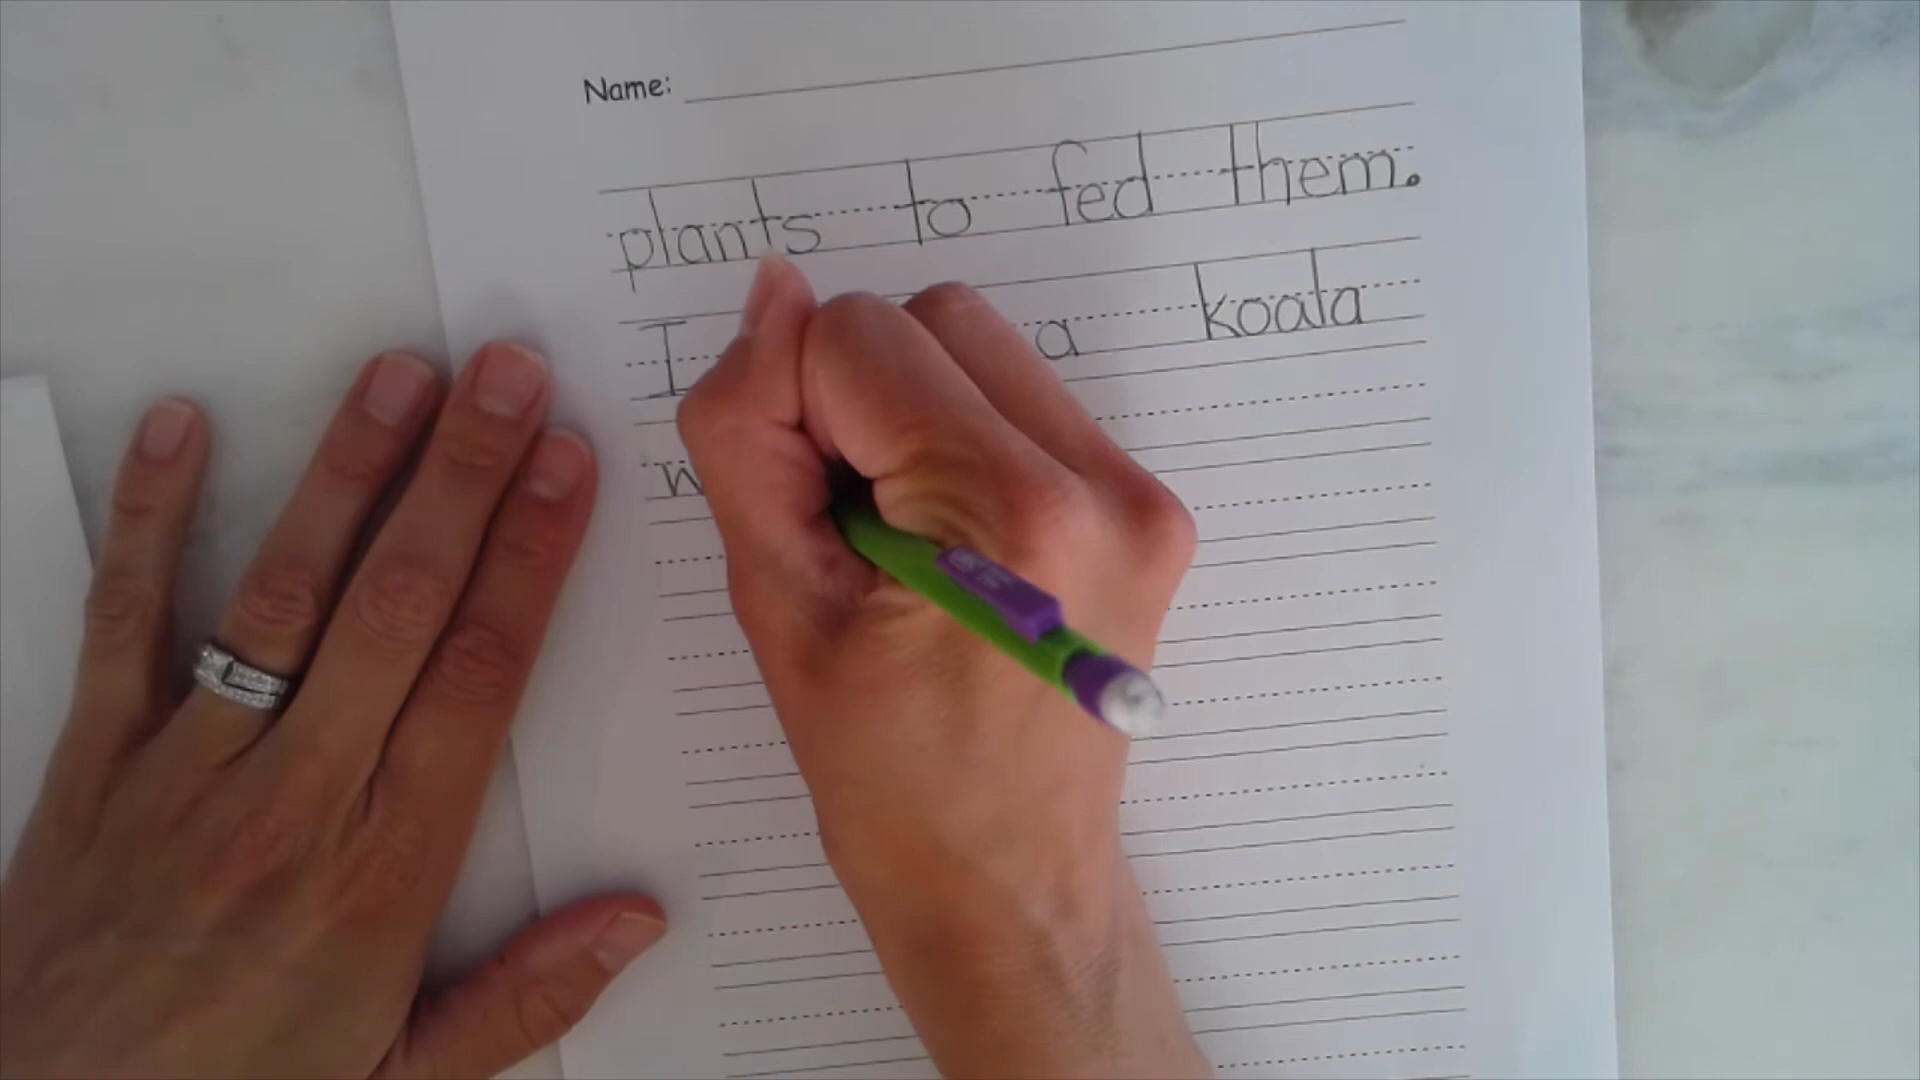 Name:
plants to fed them.
I a koala